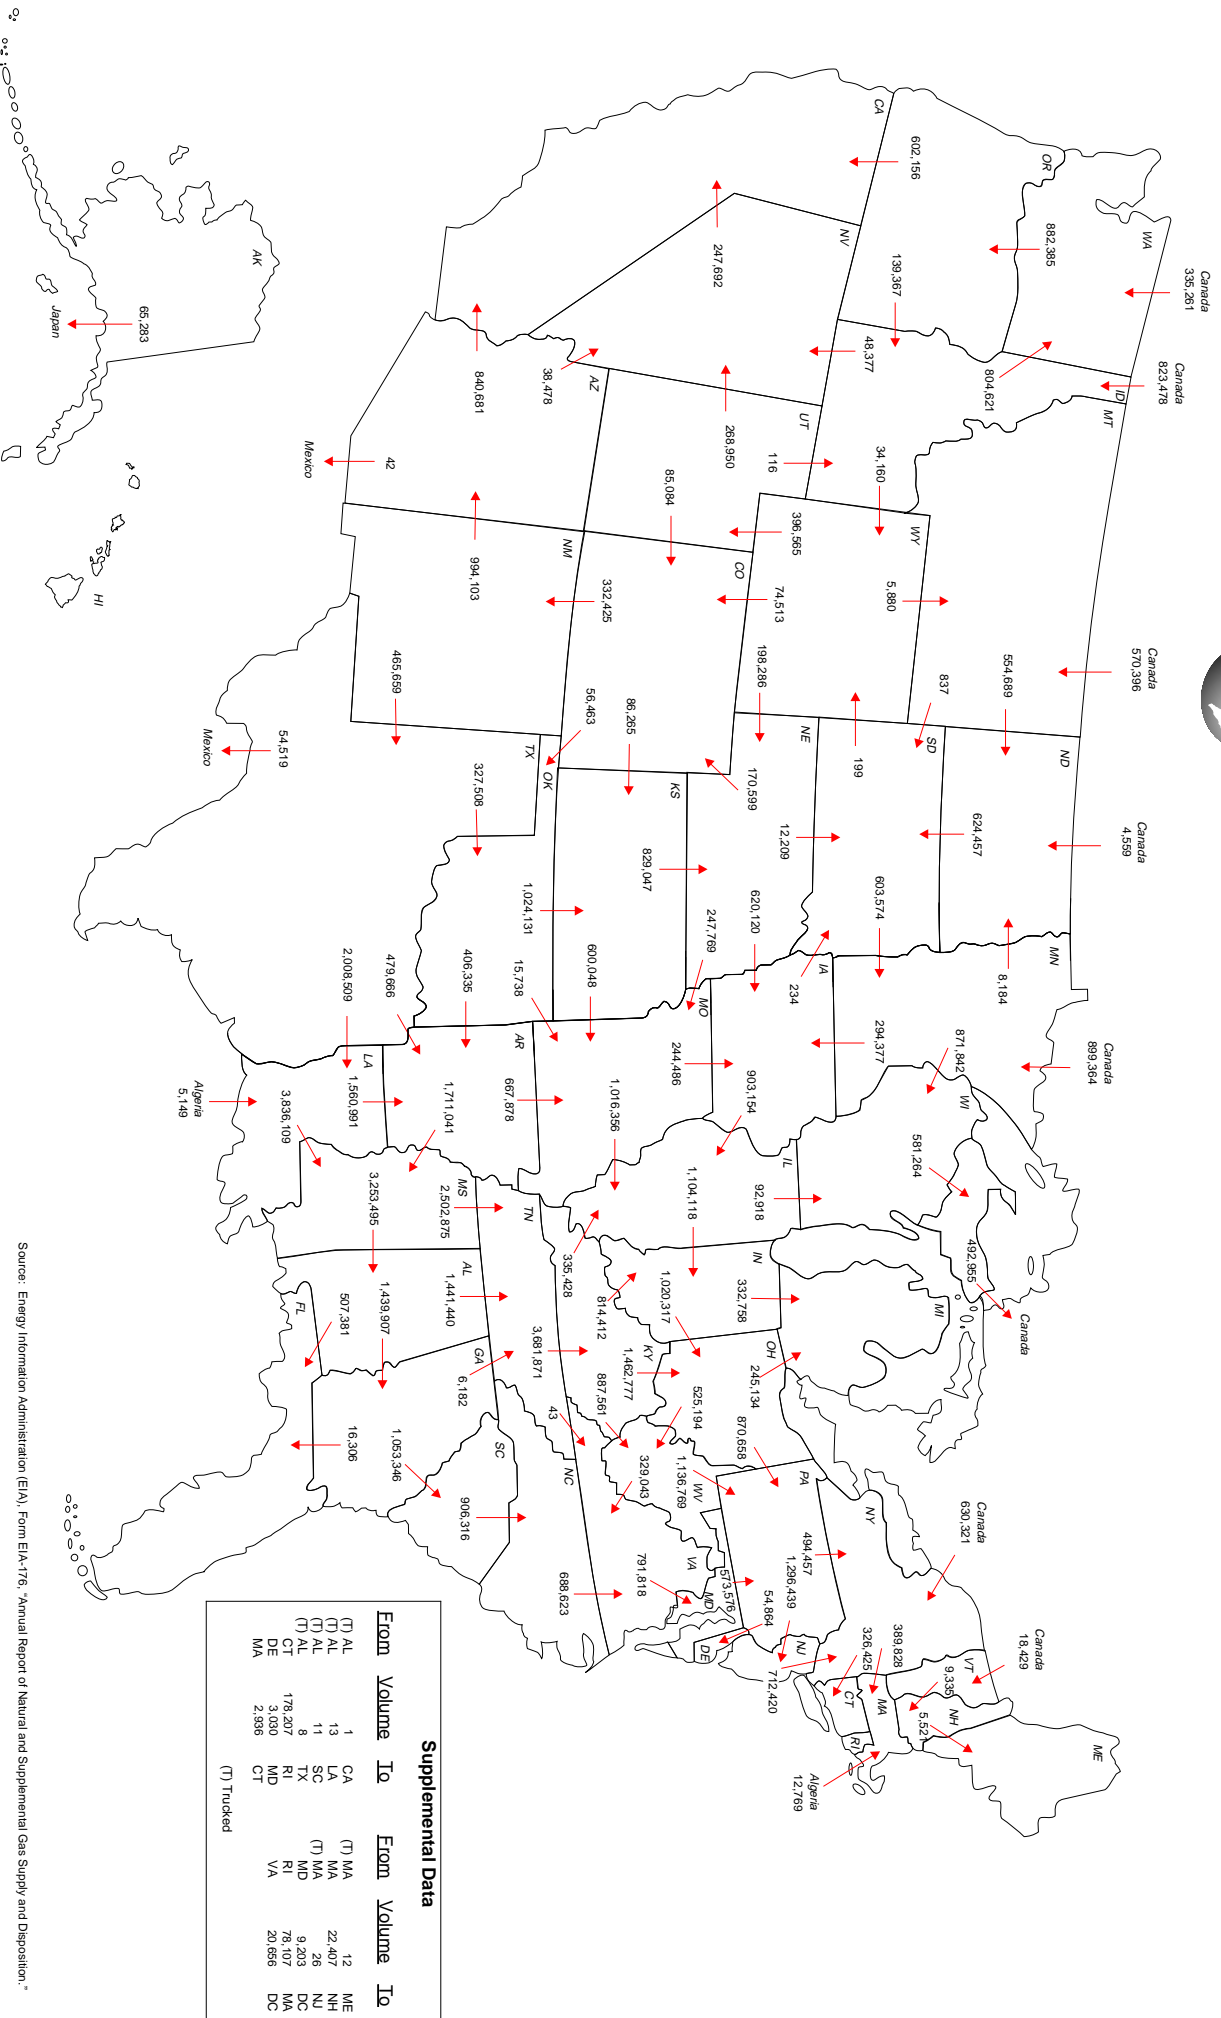 Canada
335,261
Canada
823,478
Canada
570,396
Canada
4,559
Canada
899,364
WA
882,385
OR
602,156
CA
139,367
804,621
ID
MT
NV
247,692
48,377
34,160
UT
116
268,950
38,478
AZ
840,681
42
Mexico
85,084
396,565
WY
5,880
554,689
ND
837
SD
74,513
CO
332,425
NM
994,103
198,286
199
NE
624,457
170,599
12,209
56,463
86,265
KS
829,047
465,659
TX
OK
327,508
54,519
Mexico
603,574
8,184
MN
620,120
234
IA
247,769
MO
1,024,131
600,048
15,738
406,335
479,666
2,008,509
AR
LA
294,377
871,842
WI
581,264
244,486
903,154
667,878
1,016,356
1,560,991
1,711,041
3,836,109
Algeria
5,149
IL
92,918
1,104,118
MS
2,502,875
TN
3,253,495
335,428
492,955
Canada
MI
IN
332,758
1,020,317
814,412
AL
1,441,440
1,439,907
507,381
FL
OH
245,134
KY
1,462,777
3,681,871
887,561
GA
6,182
43
525,194
870,658
1,136,769
WV
329,043
SC
NC
1,053,346
16,306
906,316
688,623
PA
NY
Canada
630,321
494,457
1,296,439
573,576
54,864
VA
791,818
MD
DE
NJ
712,420
326,425
389,828
Canada
18,429
VT
9,335
NH
5,521
ME
MA
CT
RI
Algeria
12,769
AK
65,283
Japan
HI
Supplemental Data
From Volume To From Volume To
(T) AL 1 CA (T) MA 12 ME
(T) AL 13 LA MA 22,407 NH
(T) AL 11 SC (T) MA 26 NJ
(T) AL 8 TX MD 9,203 DC
CT 178,207 RI RI 78,107 MA
DE 3,030 MD VA 20,656 DC
MA 2,936 CT
(T) Trucked
Source: Energy Information Administration (EIA), Form EIA-176, "Annual Report of Natural and Supplemental Gas Supply and Disposition."